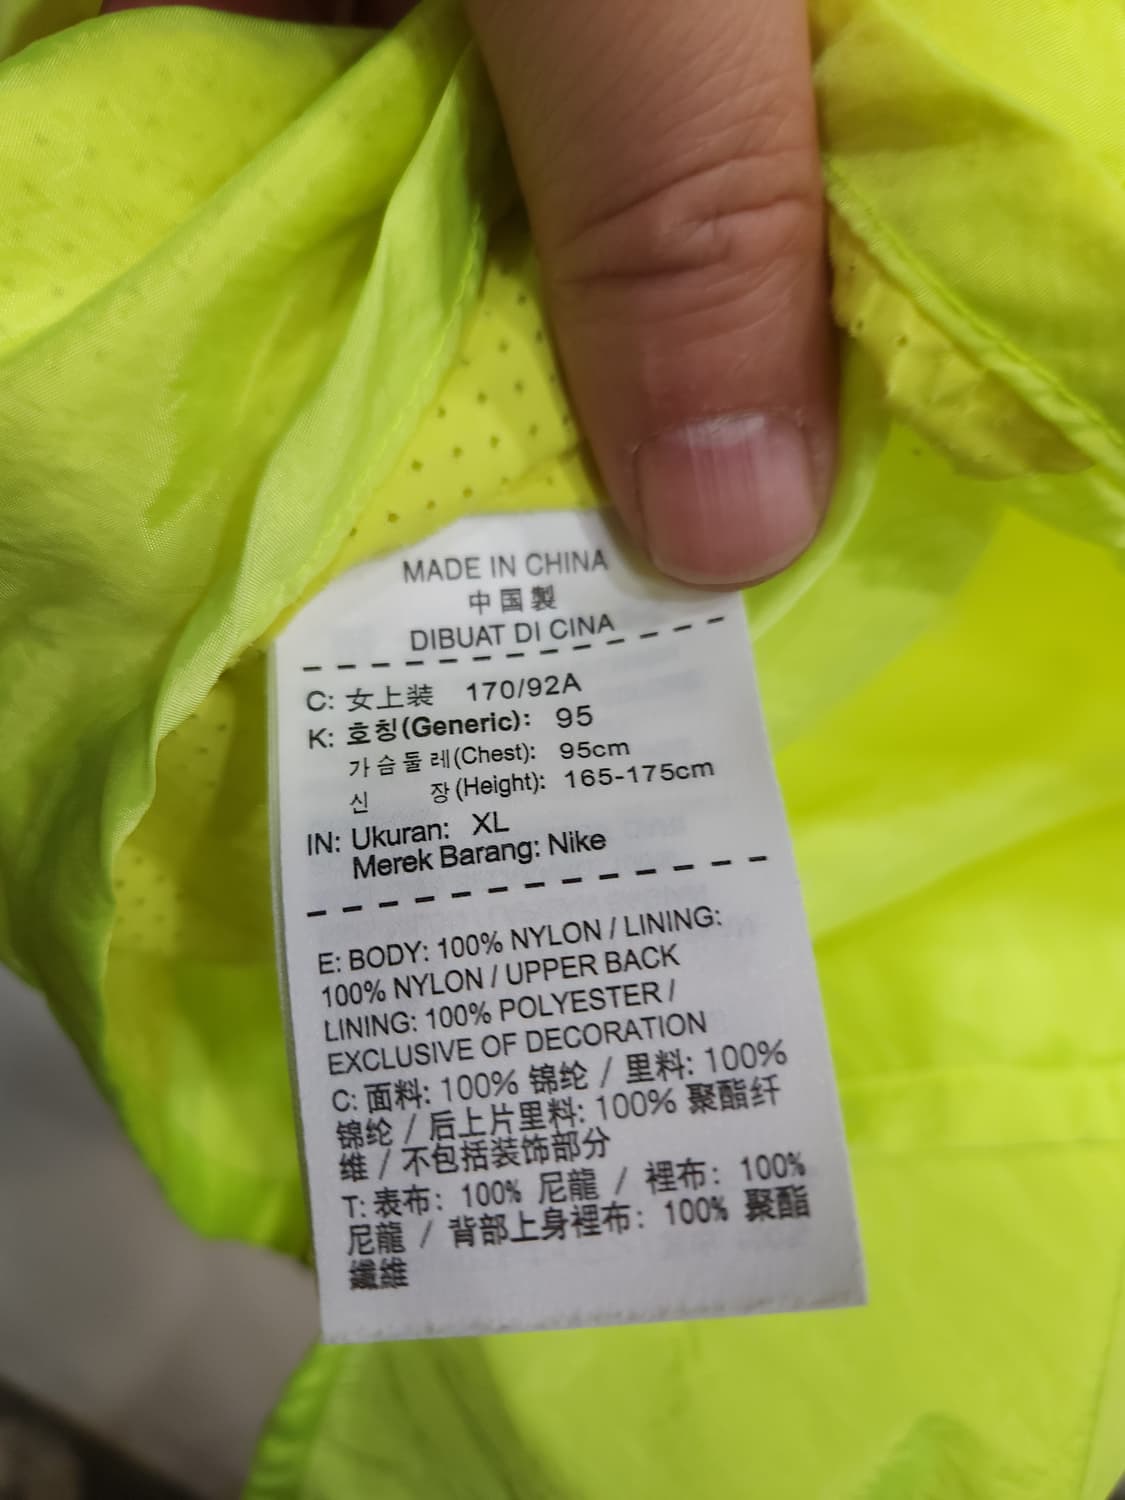 MADE IN CHINA
中国製
DIBUAT DI CINA
C: 女上装 170/92A
K: 호칭(Generic): 95
가슴둘레(Chest): 95cm
신 장(Height): 165-175cm
IN: Ukuran: XL
Merek Barang: Nike
E: BODY: 100% NYLON / LINING:
100% NYLON / UPPER BACK
LINING: 100% POLYESTER /
EXCLUSIVE OF DECORATION
C: 面料: 100% 锦纶 / 里料: 100%
锦纶 / 后上片里料: 100% 聚酯纤
维 / 不包括装饰部分
T: 表布: 100% 尼龍 / 裡布: 100%
尼龍 / 背部上身裡布: 100% 聚酯
纖維